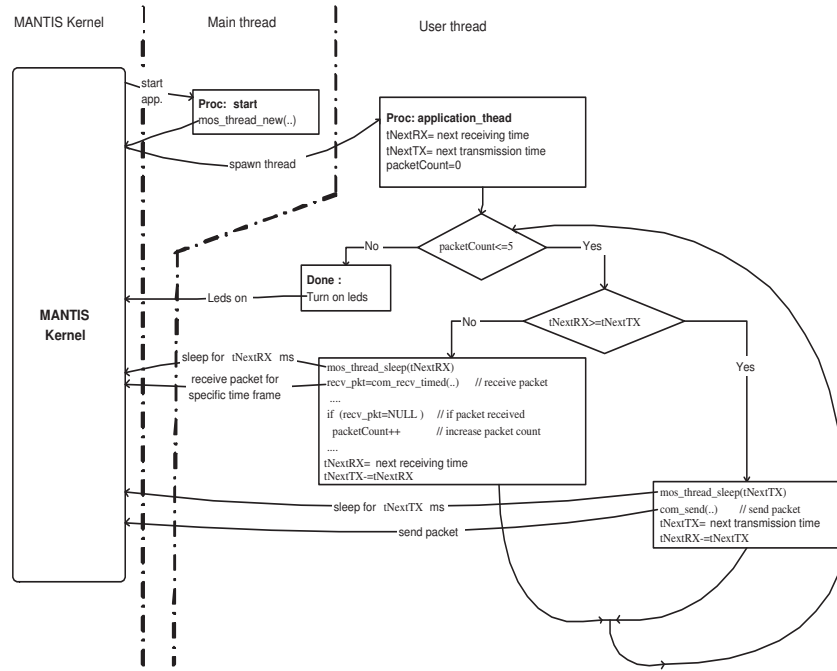 MANTIS Kernel
Main thread
User thread
start
app.
Proc: start
mos_thread_new(..)
spawn thread
Proc: application_thead
tNextRX= next receiving time
tNextTX= next transmission time
packetCount=0
packetCount<=5
No
Yes
Done :
Turn on leds
Leds on
MANTIS
Kernel
tNextRX>=tNextTX
No
Yes
sleep for tNextRX ms
receive packet for
specific time frame
mos_thread_sleep(tNextRX)
recv_pkt=com_recv_timed(..) // receive packet
....
if (recv_pkt=NULL ) // if packet received
packetCount++ // increase packet count
....
tNextRX= next receiving time
tNextTX-=tNextRX
sleep for tNextTX ms
send packet
mos_thread_sleep(tNextTX)
com_send(..) // send packet
tNextTX= next transmission time
tNextRX-=tNextTX